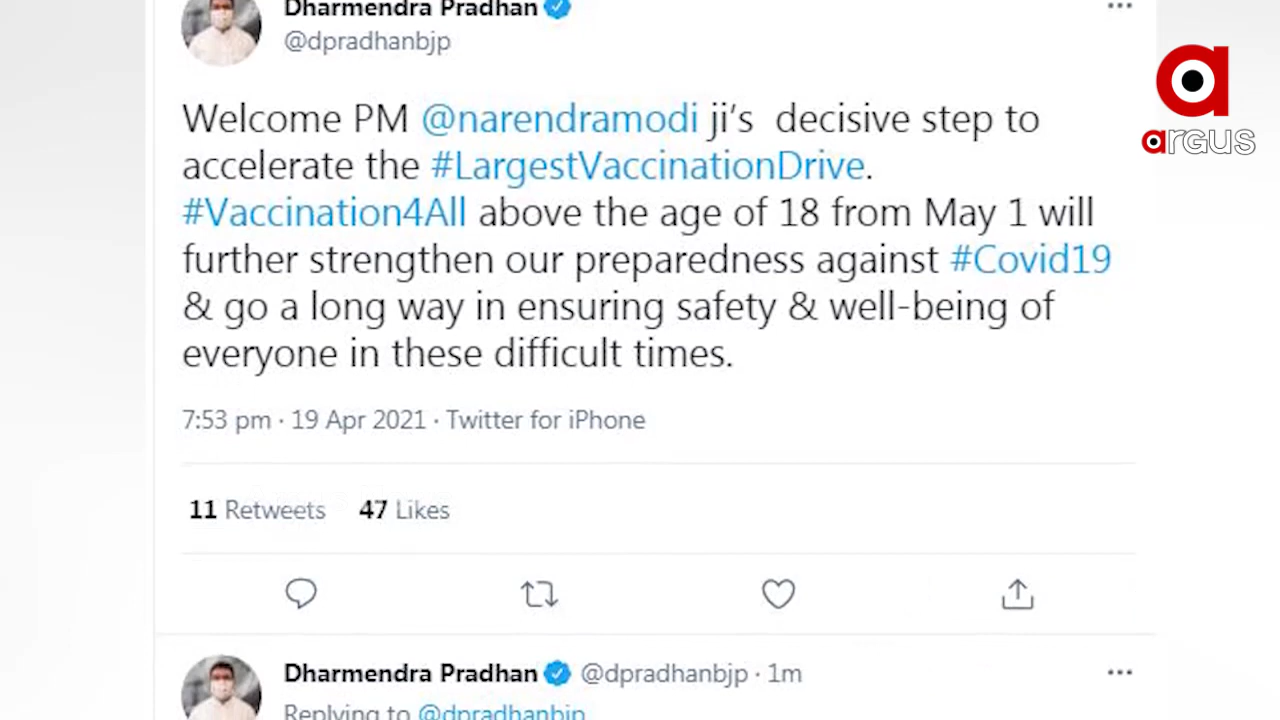 Dharmendra Pradhan
@dpradhanbjp
argus
Welcome PM @narendramodi ji's decisive step to
accelerate the #LargestVaccinationDrive.
#Vaccination4All above the age of 18 from May 1 will
further strengthen our preparedness against #Covid19
& go a long way in ensuring safety & well-being of
everyone in these difficult times.
7:53 pm · 19 Apr 2021 · Twitter for iPhone
11 Retweets 47 Likes
Dharmendra Pradhan @dpradhanbjp · 1m
Replying to @dpradhanbjp